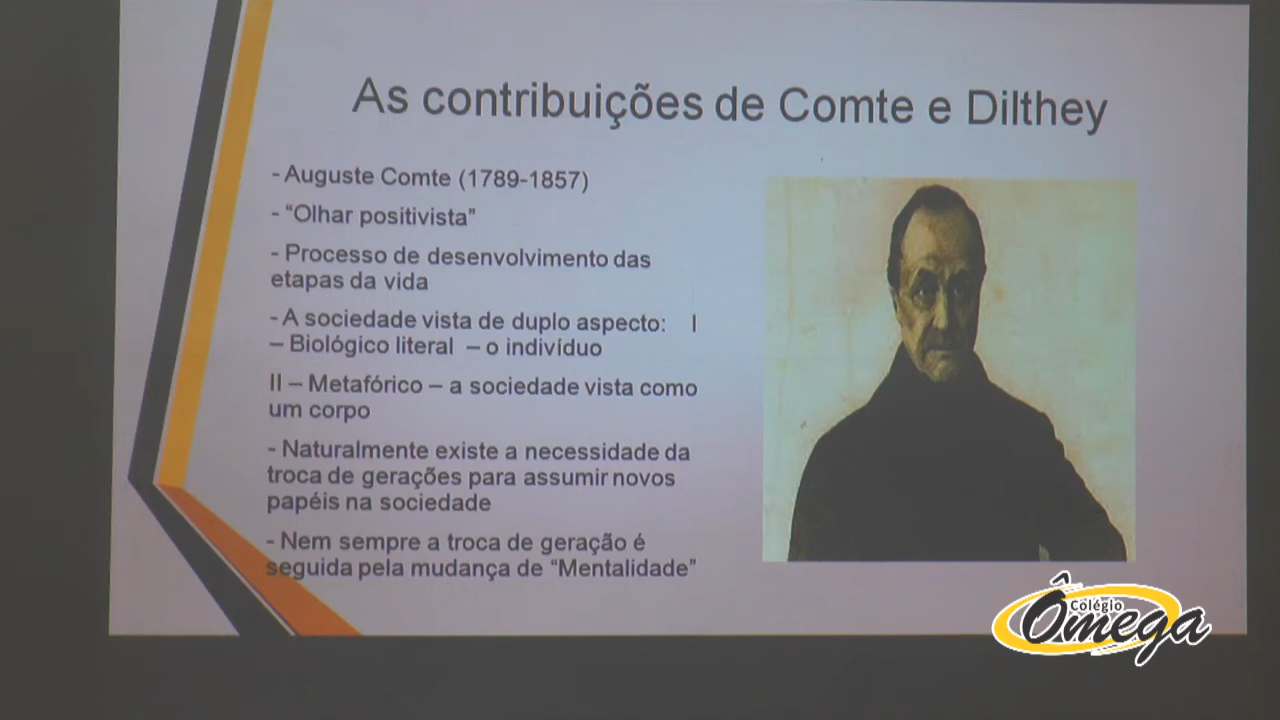 As contribuições de Comte e Dilthey
- Auguste Comte (1789-1857)
- “Olhar positivista”
- Processo de desenvolvimento das
etapas da vida
- A sociedade vista de duplo aspecto: I
– Biológico literal – o indivíduo
II – Metafórico – a sociedade vista como
um corpo
- Naturalmente existe a necessidade da
troca de gerações para assumir novos
papéis na sociedade
- Nem sempre a troca de geração é
seguida pela mudança de “Mentalidade”
Colégio
Ômega